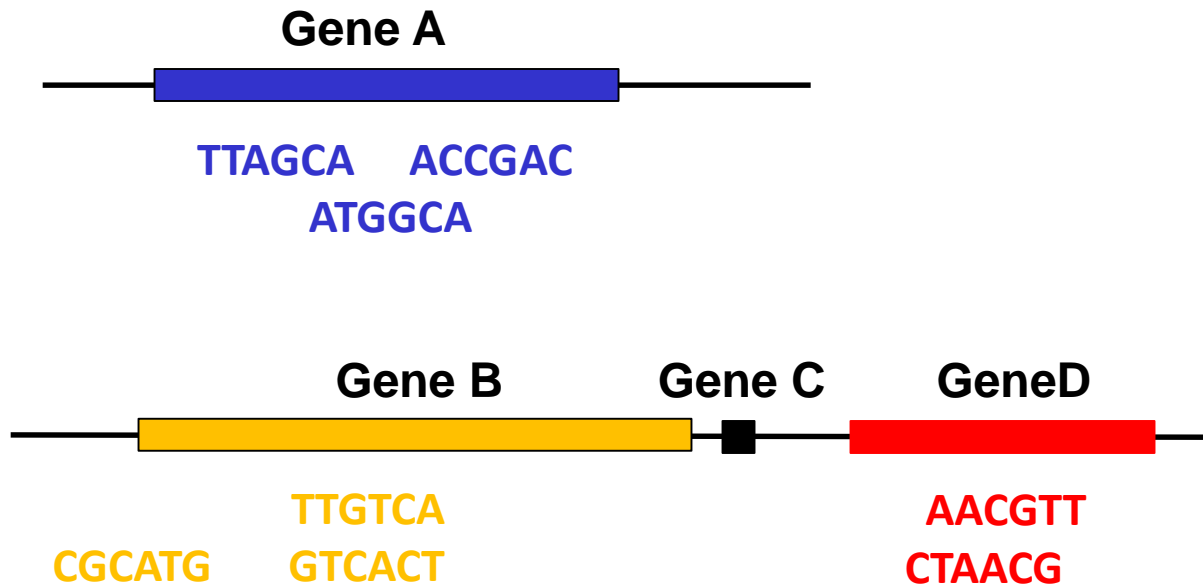 Gene A
TTAGCA ACCGAC
ATGGCA
Gene B Gene C GeneD
TTGTCA AACGTT
CGCATG GTCACT CTAACG